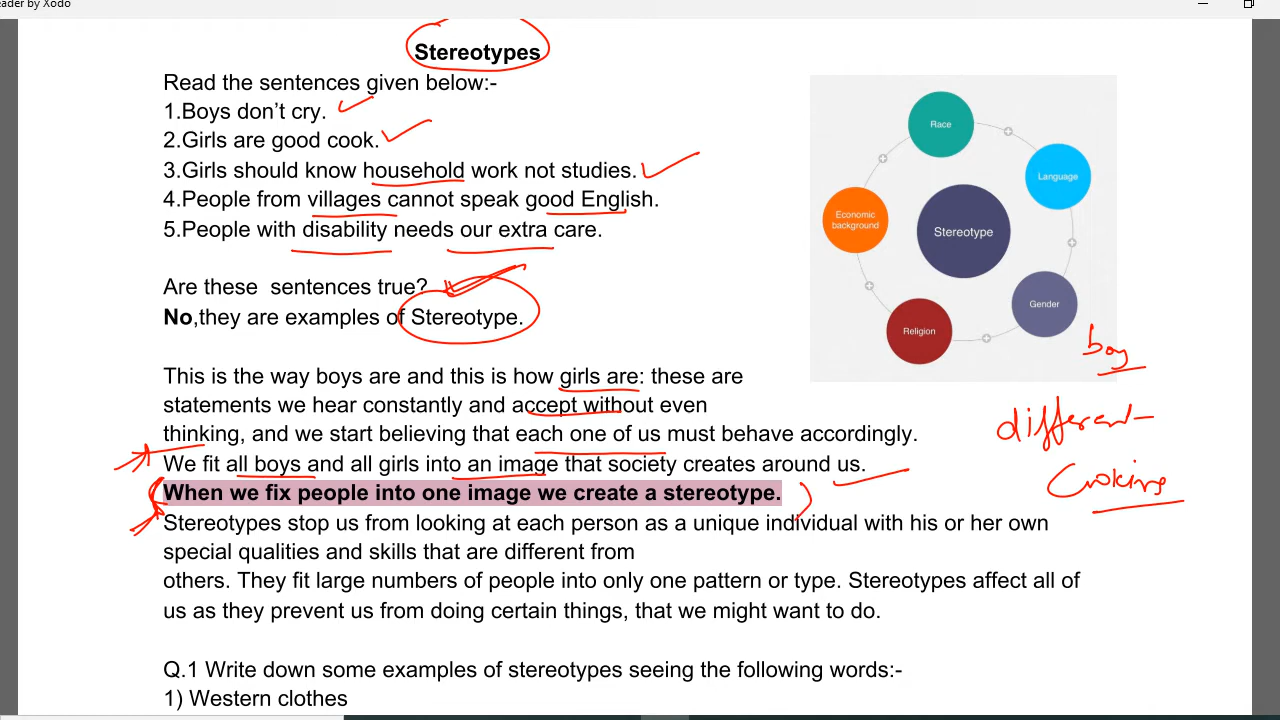 eader by Xodo
Stereotypes
Read the sentences given below:-
1.Boys don’t cry.
2.Girls are good cook.
3.Girls should know household work not studies.
4.People from villages cannot speak good English.
5.People with disability needs our extra care.
Are these  sentences true?
No,they are examples of Stereotype.
Race
Language
Economic
background
Stereotype
Gender
Religion
boy
different
Cooking
This is the way boys are and this is how girls are: these are
statements we hear constantly and accept without even
thinking, and we start believing that each one of us must behave accordingly.
We fit all boys and all girls into an image that society creates around us.
When we fix people into one image we create a stereotype.
Stereotypes stop us from looking at each person as a unique individual with his or her own
special qualities and skills that are different from
others. They fit large numbers of people into only one pattern or type. Stereotypes affect all of
us as they prevent us from doing certain things, that we might want to do.
Q.1 Write down some examples of stereotypes seeing the following words:-
1) Western clothes